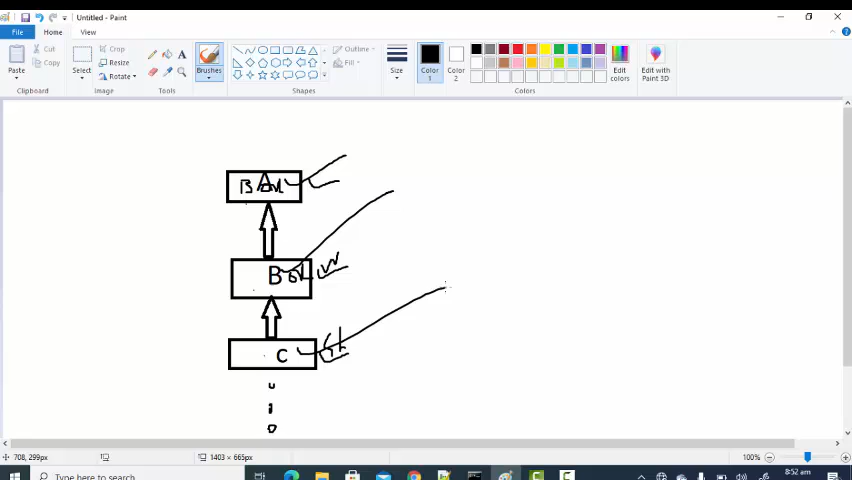 Untitled - Paint
File Home View
Paste
Cut
Copy
Clipboard
Select
Crop
Resize
Rotate
Image
Tools
Brushes
Shapes
Outline
Fill
Size
Color 1
Color 2
Colors
Edit colors
Edit with Paint 3D
B
C
708, 299px 1403 × 665px 100%
Type here to search
8:52 am